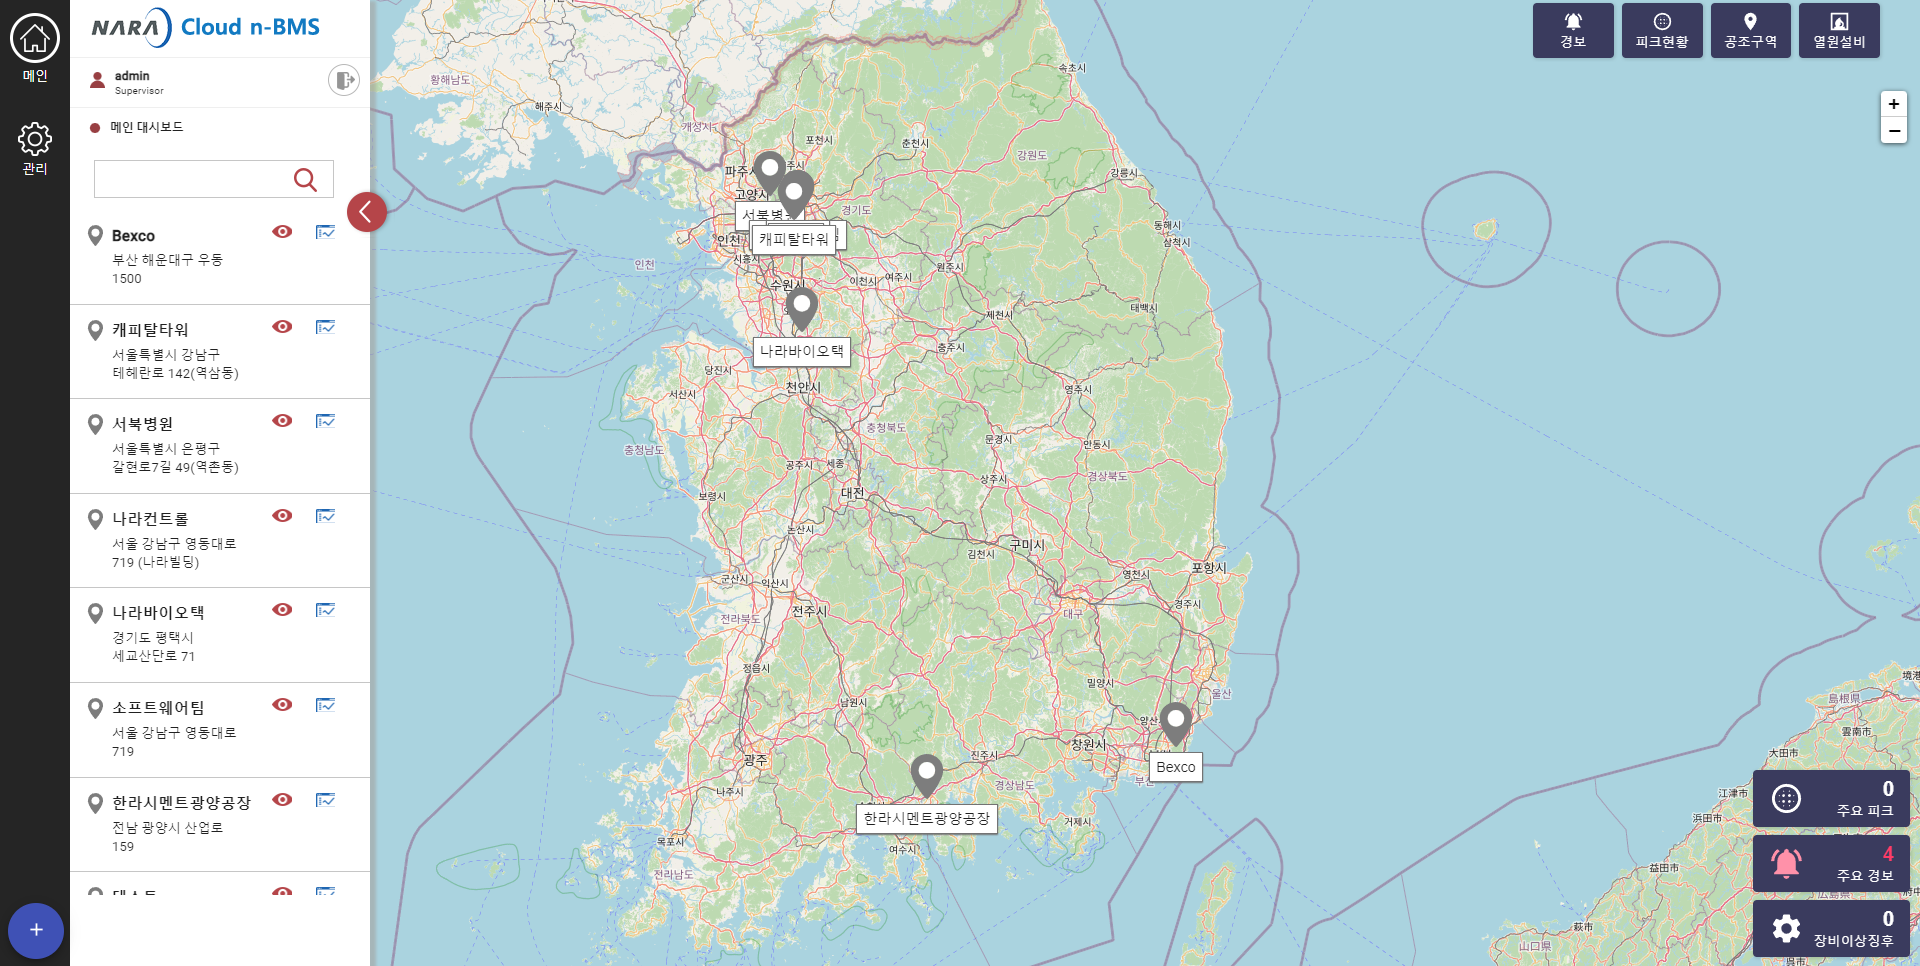 메인
관리
NARA Cloud n-BMS
admin
Supervisor
메인 대시보드
Bexco
부산 해운대구 우동
1500
캐피탈타워
서울특별시 강남구
테헤란로 142(역삼동)
서북병원
서울특별시 은평구
갈현로7길 49(역촌동)
나라컨트롤
서울 강남구 영동대로
719 (나라빌딩)
나라바이오택
경기도 평택시
세교산단로 71
소프트웨어팀
서울 강남구 영동대로
719
한라시멘트광양공장
전남 광양시 산업로
159
+
경보
피크현황
공조구역
열원설비
+
−
황해남도
해주시
개성시
속초시
포천시
춘천시
강원도
파주시
강릉시
고양시
서북병원
경기도
동해시
삼척시
캐피탈타워
인천
시흥시
인천
원주시
여주시
이천시
수원시
태백시
제천시
나라바이오택
충주시
당진시
천안시
영주시
서산시
충청북도
문경시
안동시
충청남도
공주시
세종
상주시
경상북도
보령시
대전
논산시
구미시
김천시
영천시
포항시
군산시
익산시
경주시
전라북도
전주시
대구
정읍시
밀양시
울산
남원시
양산시
창원시
광주
진주시
Bexco
경상남도
나주시
한라시멘트광양공장
거제시
목포시
여수시
전라남도
境港
島根県
雲南市
大田市
江津市
浜田市
益田市
広島県
府中
萩市
山口県
呉市
0
주요 피크
4
주요 경보
0
장비이상징후